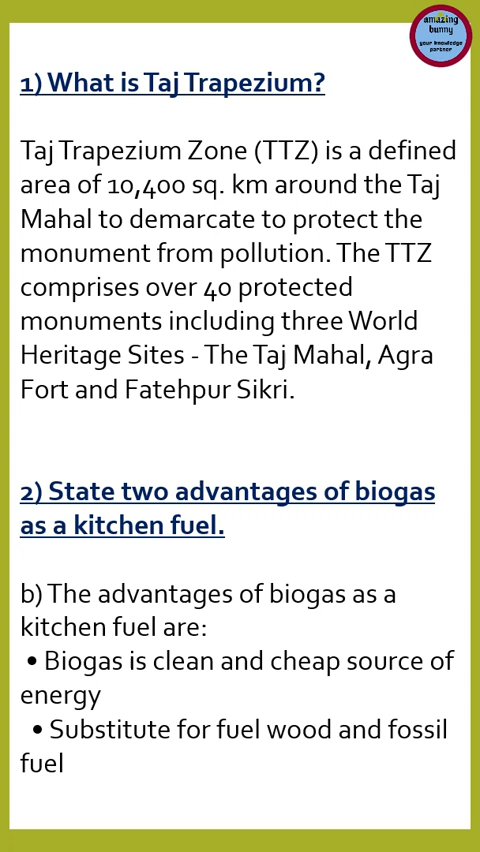 amazing
bunny
your knowledge
partner
1) What is Taj Trapezium?
Taj Trapezium Zone (TTZ) is a defined
area of 10,400 sq. km around the Taj
Mahal to demarcate to protect the
monument from pollution. The TTZ
comprises over 40 protected
monuments including three World
Heritage Sites - The Taj Mahal, Agra
Fort and Fatehpur Sikri.
2) State two advantages of biogas
as a kitchen fuel.
b) The advantages of biogas as a
kitchen fuel are:
• Biogas is clean and cheap source of
energy
• Substitute for fuel wood and fossil
fuel